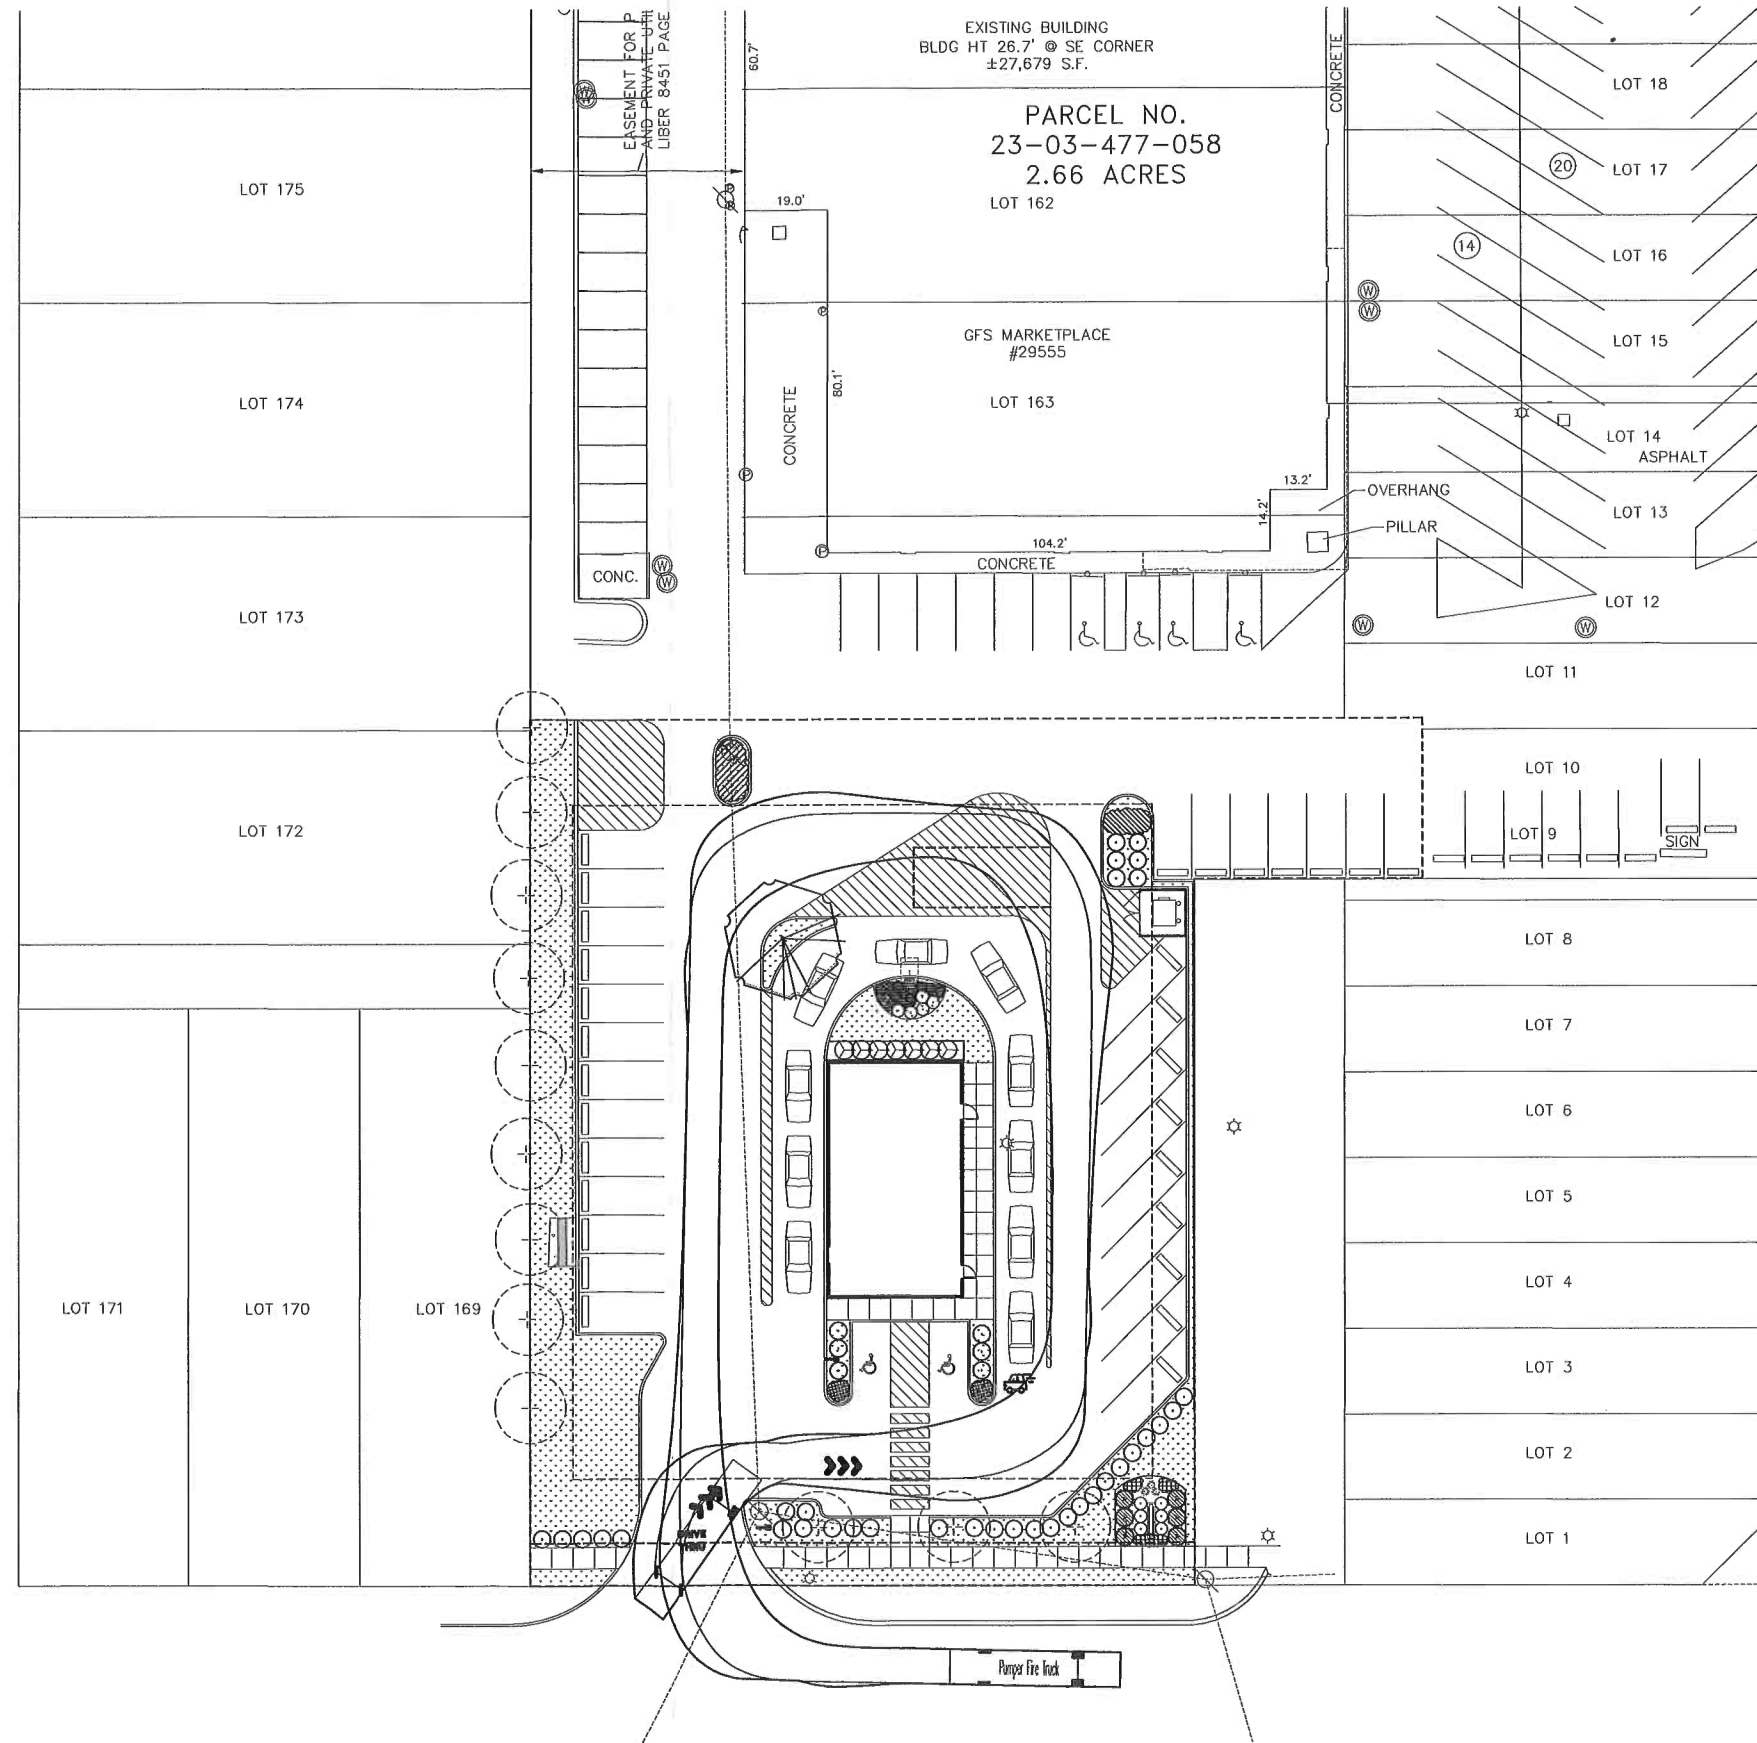 EASEMENT FOR P
AND PRIVATE UTIL
LIBER 8451 PAGE
60.7'
EXISTING BUILDING
BLDG HT 26.7' @ SE CORNER
±27,679 S.F.
PARCEL NO.
23-03-477-058
2.66 ACRES
LOT 162
CONCRETE
LOT 18
20
LOT 17
14
LOT 16
LOT 15
LOT 14
ASPHALT
LOT 13
LOT 12
LOT 11
LOT 10
LOT 9
SIGN
LOT 8
LOT 7
LOT 6
LOT 5
LOT 4
LOT 3
LOT 2
LOT 1
W
W
W
W
LOT 175
LOT 174
LOT 173
LOT 172
LOT 171
LOT 170
LOT 169
W
W
19.0'
P
P
P
CONCRETE
80.1'
GFS MARKETPLACE
#29555
LOT 163
13.2'
14.2'
OVERHANG
PILLAR
104.2'
CONCRETE
CONC.
W
W
DRIVE
THRU
Pumper Fire Truck